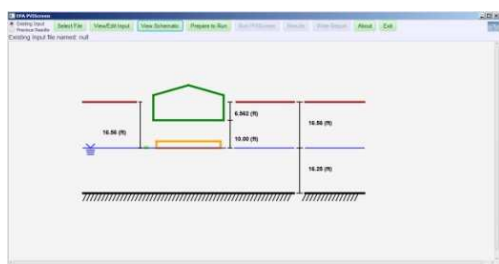 EPA PVIScreen
Existing Input
Previous Results
Select File
View/Edit Input
View Schematic
Prepare to Run
Run PVIScreen
Results
Print Report
About
Exit
Existing input file named: null
6.562 (ft)
16.56 (ft)
10.00 (ft)
16.56 (ft)
16.25 (ft)